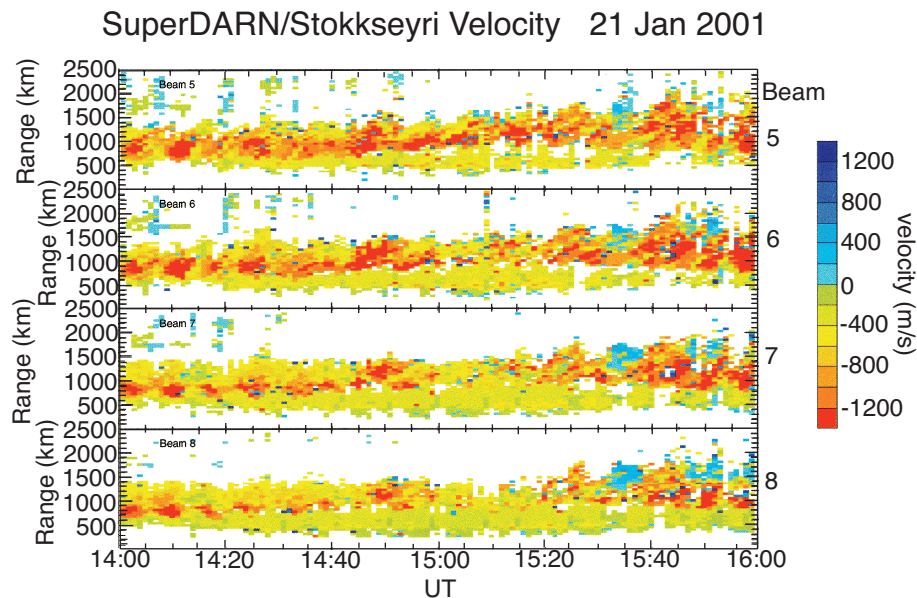 SuperDARN/Stokkseyri Velocity 21 Jan 2001
2500
2000
1500
1000
500
Range (km)
Beam 5
Beam
5
2500
2000
1500
1000
500
Range (km)
Beam 6
6
2500
2000
1500
1000
500
Range (km)
Beam 7
7
2500
2000
1500
1000
500
Range (km)
Beam 8
8
14:00 14:20 14:40 15:00 15:20 15:40 16:00
UT
1200
800
400
0
-400
-800
-1200
velocity (m/s)